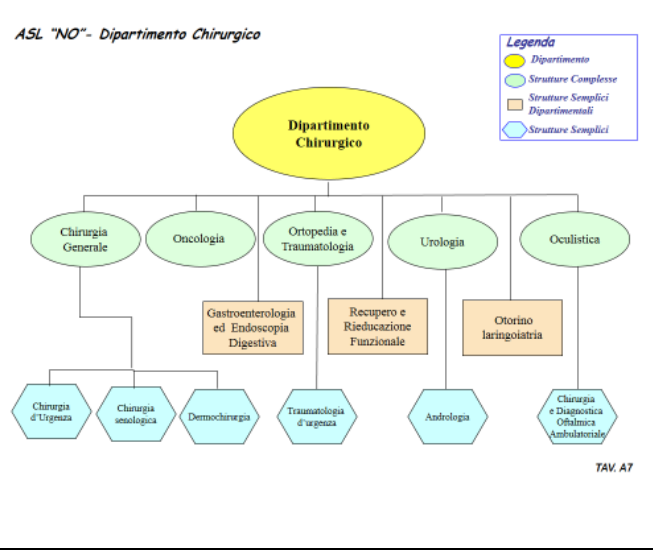 ASL "NO"- Dipartimento Chirurgico
Legenda
Dipartimento
Strutture Complesse
Strutture Semplici
Dipartimentali
Strutture Semplici
Dipartimento
Chirurgico
Chirurgia
Generale
Oncologia
Ortopedia e
Traumatologia
Urologia
Oculistica
Gastroenterologia
ed Endoscopia
Digestiva
Recupero e
Rieducazione
Funzionale
Otorino
laringoiatria
Chirurgia
d'Urgenza
Chirurgia
senologica
Dermochirurgia
Traumatologia
d'urgenza
Andrologia
Chirurgia
e Diagnostica
Oftalmica
Ambulatoriale
TAV. A7